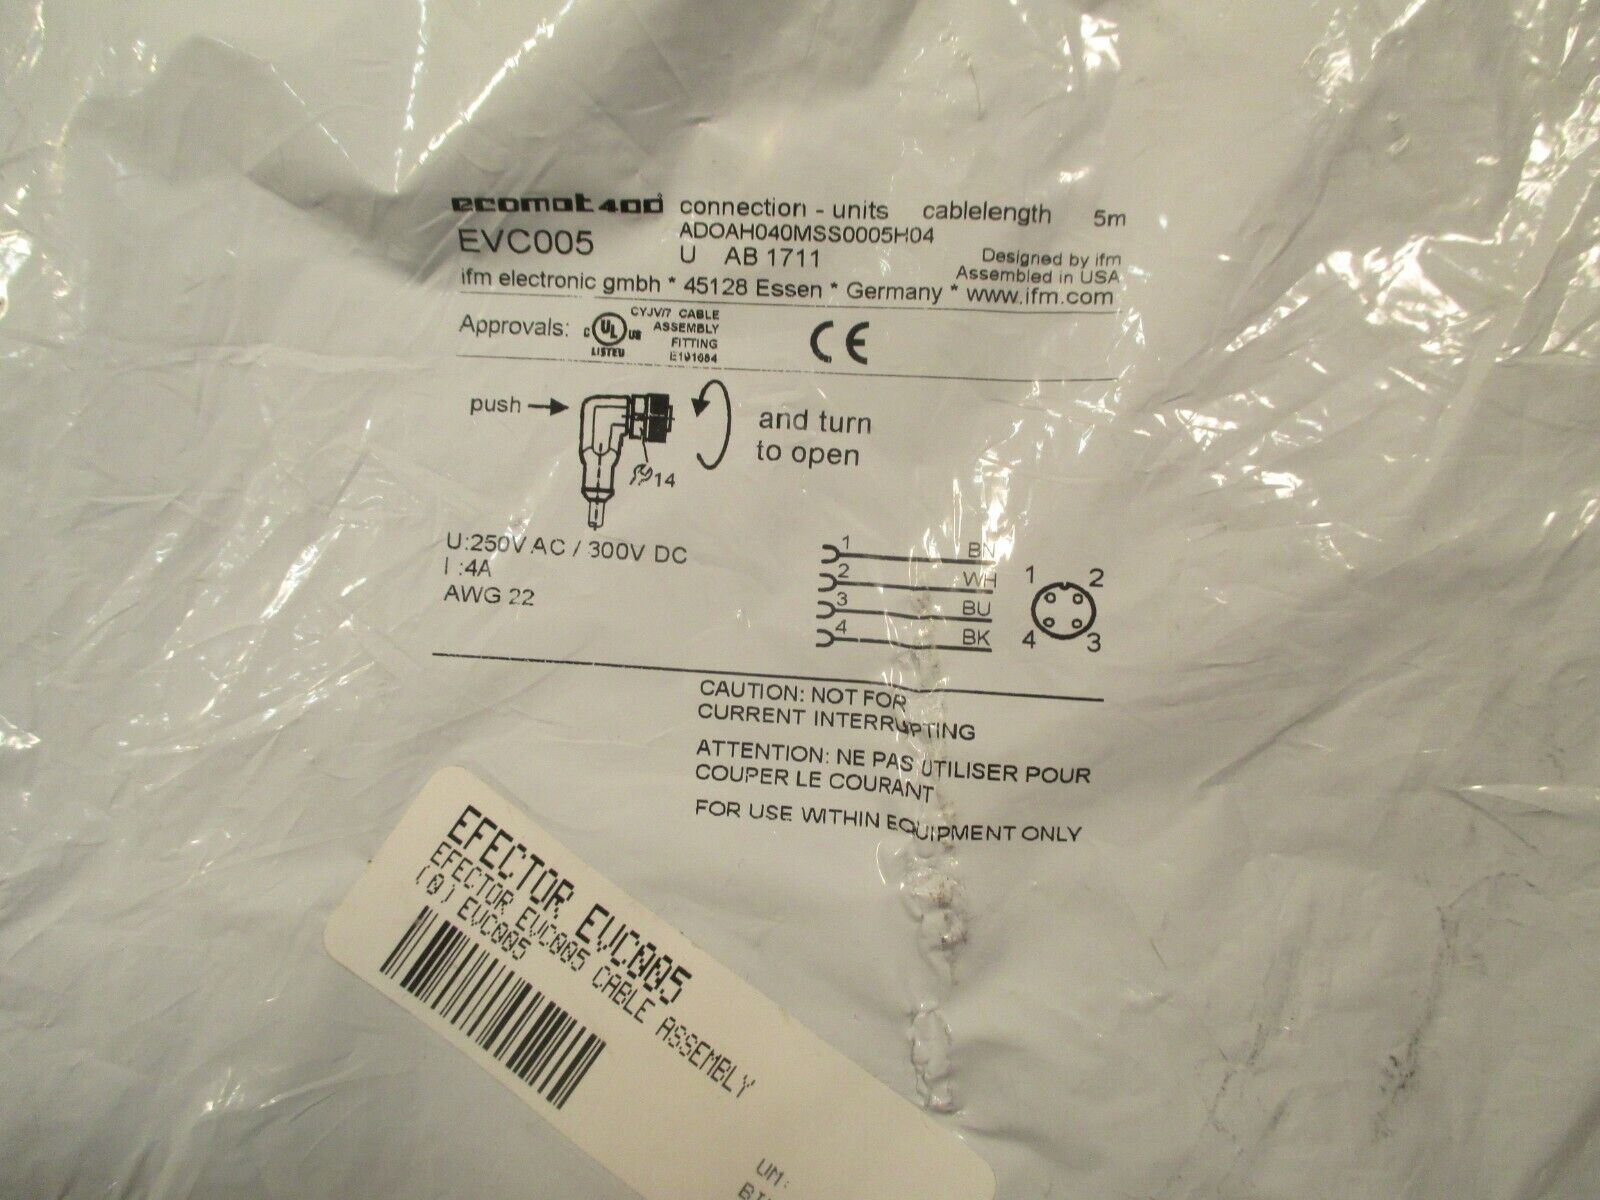 ecomat400 connection - units cablelength 5m
EVC005 ADOAH040MSS0005H04
U AB 1711 Designed by ifm
Assembled in USA
ifm electronic gmbh * 45128 Essen * Germany * www.ifm.com
Approvals: c UL us LISTED CYJV/7 CABLE
ASSEMBLY
FITTING
E191684
CE
push
and turn
to open
14
U:250V AC / 300V DC
I :4A
AWG 22
1 BN
2 WH
3 BU
4 BK
1 2
4 3
CAUTION: NOT FOR
CURRENT INTERRUPTING
ATTENTION: NE PAS UTILISER POUR
COUPER LE COURANT
FOR USE WITHIN EQUIPMENT ONLY
EFECTOR EVC005
EFECTOR EVC005 CABLE ASSEMBLY
(0) EVC005
UM: